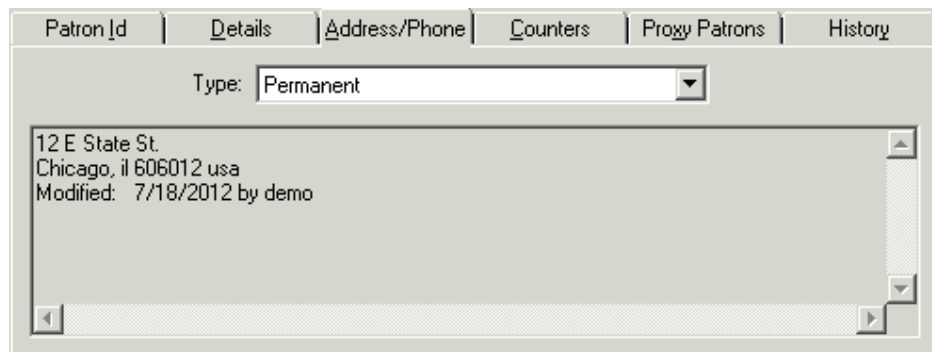 Patron Id Details Address/Phone Counters Proxy Patrons History
Type: Permanent
12 E State St.
Chicago, il 606012 usa
Modified: 7/18/2012 by demo